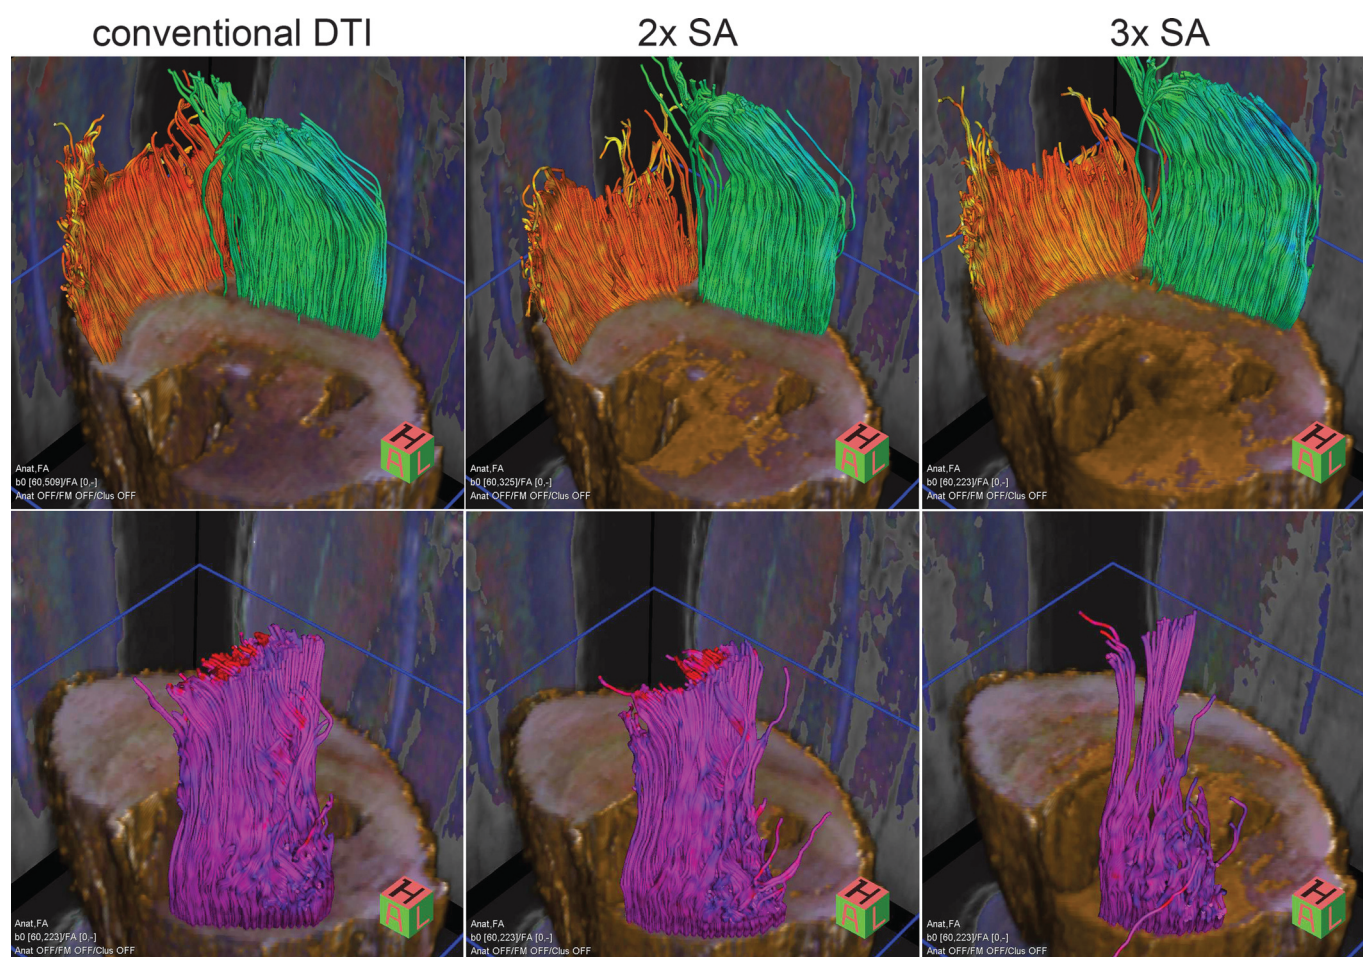 conventional DTI
2x SA
3x SA
H
A L
Anat,FA
b0 [60,509]/FA [0,-]
Anat OFF/FM OFF/Clus OFF
H
A L
Anat,FA
b0 [60,325]/FA [0,-]
Anat OFF/FM OFF/Clus OFF
H
A L
Anat,FA
b0 [60,223]/FA [0,-]
Anat OFF/FM OFF/Clus OFF
H
A L
Anat,FA
b0 [60,223]/FA [0,-]
Anat OFF/FM OFF/Clus OFF
H
A L
Anat,FA
b0 [60,223]/FA [0,-]
Anat OFF/FM OFF/Clus OFF
H
A L
Anat,FA
b0 [60,223]/FA [0,-]
Anat OFF/FM OFF/Clus OFF